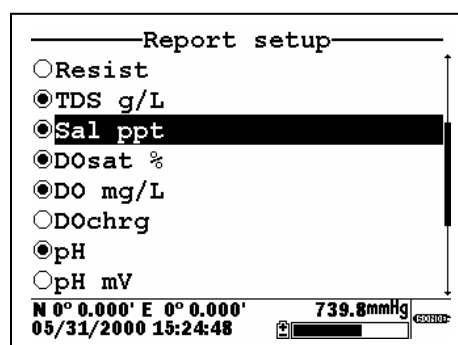 Report setup
Resist
TDS g/L
Sal ppt
DOsat %
DO mg/L
DOchrg
pH
pH mV
N 0° 0.000' E 0° 0.000' 739.8mmHg
05/31/2000 15:24:48